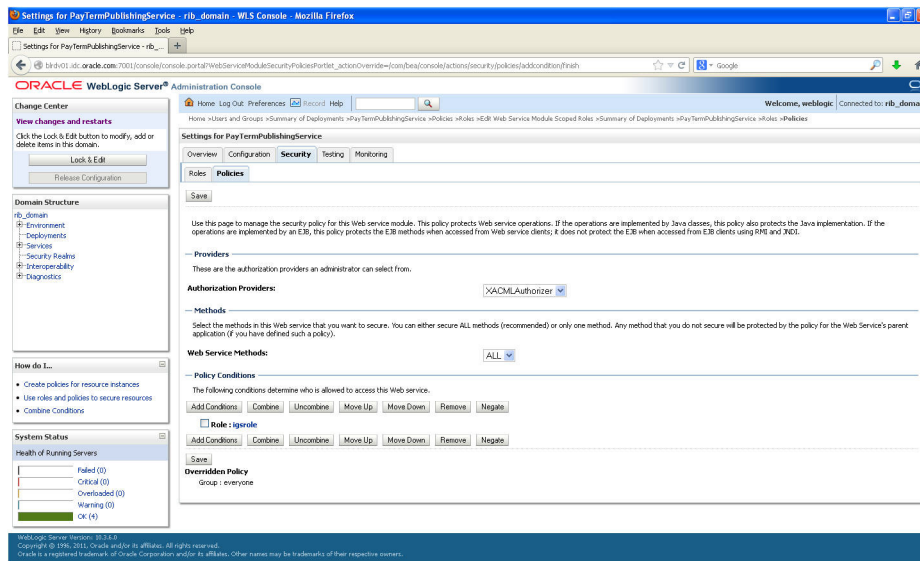 Settings for PayTermPublishingService - rib_domain - WLS Console - Mozilla Firefox
File Edit View History Bookmarks Tools Help
Settings for PayTermPublishingService - rib_...
blrdv01.idc.oracle.com:7001/console/console.portal?WebServiceModuleSecurityPoliciesPortlet_actionOverride=/com/bea/console/actions/security/policies/addcondition/finish
Google
ORACLE WebLogic Server® Administration Console
Change Center
View changes and restarts
Click the Lock & Edit button to modify, add or
delete items in this domain.
Lock & Edit
Release Configuration
Domain Structure
rib_domain
Environment
Deployments
Services
Security Realms
Interoperability
Diagnostics
How do I...
Create policies for resource instances
Use roles and policies to secure resources
Combine Conditions
System Status
Health of Running Servers
Failed (0)
Critical (0)
Overloaded (0)
Warning (0)
OK (4)
Home Log Out Preferences Record Help
Welcome, weblogic Connected to: rib_doma
Home >Users and Groups >Summary of Deployments >PayTermPublishingService >Policies >Roles >Edit Web Service Module Scoped Roles >Summary of Deployments >PayTermPublishingService >Roles >Policies
Settings for PayTermPublishingService
Overview Configuration Security Testing Monitoring
Roles Policies
Save
Use this page to manage the security policy for this Web service module. This policy protects Web service operations. If the operations are implemented by Java classes, this policy also protects the Java implementation. If the
operations are implemented by an EJB, this policy protects the EJB methods when accessed from Web service clients; it does not protect the EJB when accessed from EJB clients using RMI and JNDI.
Providers
These are the authorization providers an administrator can select from.
Authorization Providers: XACMLAuthorizer
Methods
Select the methods in this Web service that you want to secure. You can either secure ALL methods (recommended) or only one method. Any method that you do not secure will be protected by the policy for the Web Service's parent
application (if you have defined such a policy).
Web Service Methods: ALL
Policy Conditions
The following conditions determine who is allowed to access this Web service.
Add Conditions Combine Uncombine Move Up Move Down Remove Negate
Role : igsrole
Add Conditions Combine Uncombine Move Up Move Down Remove Negate
Save
Overridden Policy
Group : everyone
WebLogic Server Version: 10.3.6.0
Copyright © 1996, 2011, Oracle and/or its affiliates. All rights reserved.
Oracle is a registered trademark of Oracle Corporation and/or its affiliates. Other names may be trademarks of their respective owners.